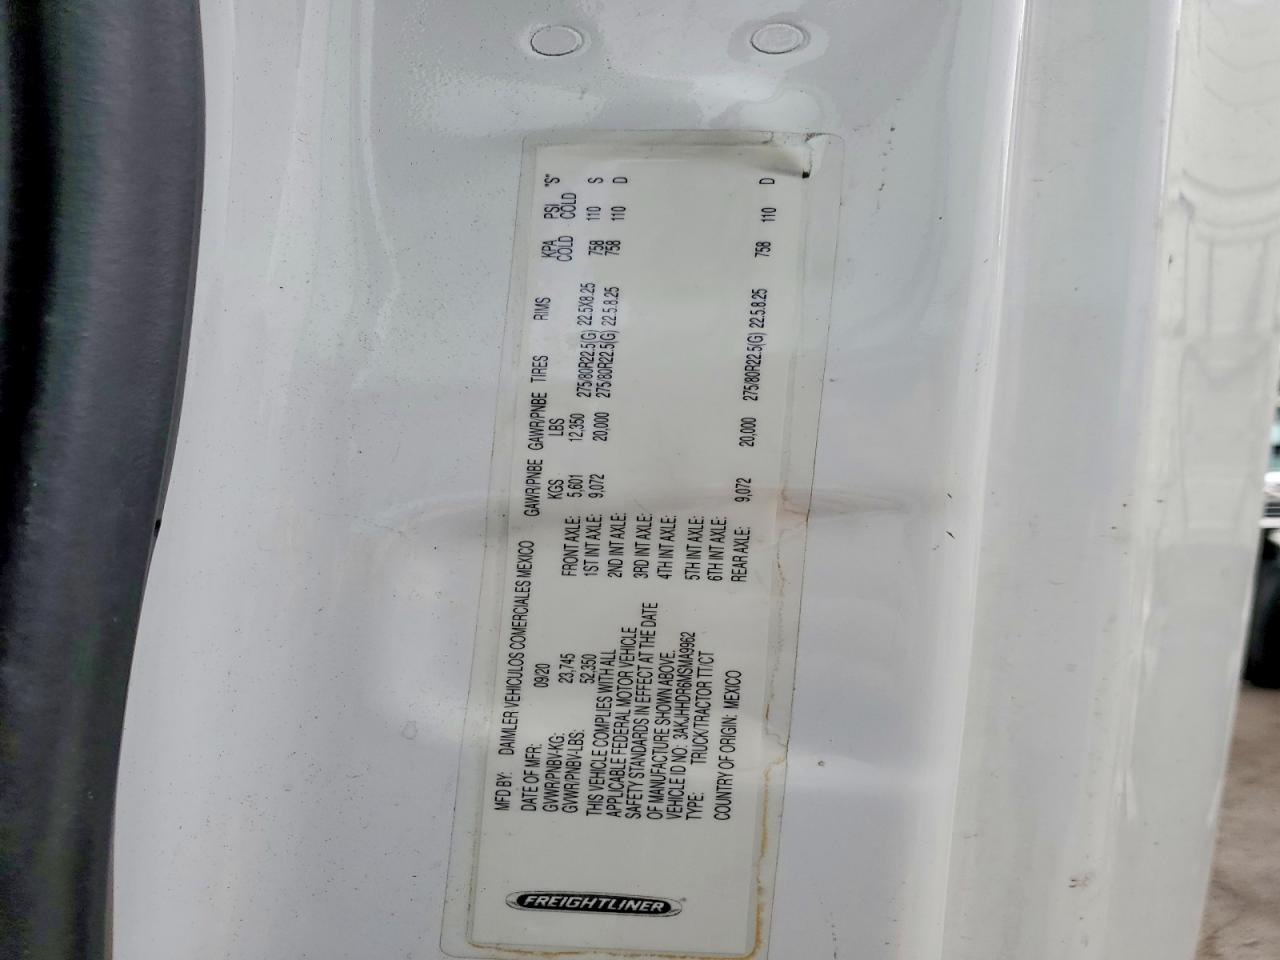 FREIGHTLINER
MFD BY: DAIMLER VEHICULOS COMERCIALES MEXICO
DATE OF MFR: 09/20
GVWR/PNBV-KG: 23,745
GVWR/PNBV-LBS: 52,350
THIS VEHICLE COMPLIES WITH ALL
APPLICABLE FEDERAL MOTOR VEHICLE
SAFETY STANDARDS IN EFFECT AT THE DATE
OF MANUFACTURE SHOWN ABOVE.
VEHICLE ID NO: 3AKJHHDR6MSMA9962
TYPE: TRUCK/TRACTOR TT/CT
COUNTRY OF ORIGIN: MEXICO
GAWR/PNBE GAWR/PNBE TIRES RIMS KPA PSI "S"
KGS LBS COLD COLD
FRONT AXLE: 5,601 12,350 275/80R22.5(G) 22.5X8.25 758 110 S
1ST INT AXLE: 9,072 20,000 275/80R22.5(G) 22.5.8.25 758 110 D
2ND INT AXLE:
3RD INT AXLE:
4TH INT AXLE:
5TH INT AXLE:
6TH INT AXLE:
REAR AXLE: 9,072 20,000 275/80R22.5(G) 22.5.8.25 758 110 D